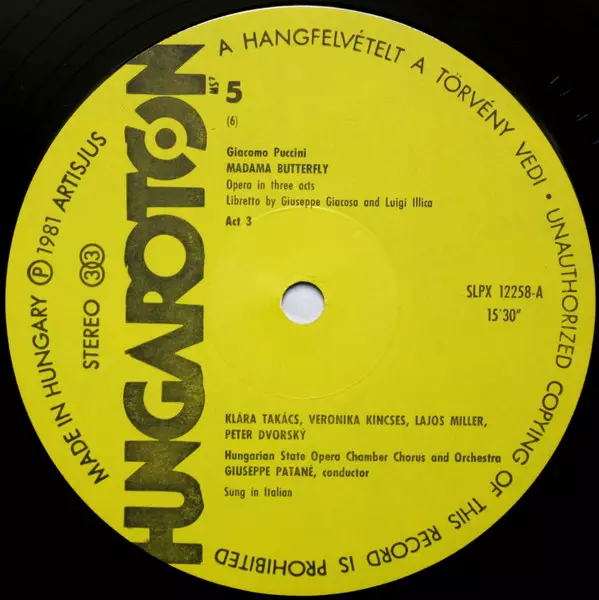 A HANGFELVÉTELT A TÖRVÉNY VEDI • UNAUTHORIZED COPYING OF THIS RECORD IS PROHIBITED
MADE IN HUNGARY Ⓟ 1981 ARTISJUS
STEREO 33
HUNGAROTON
MS7
5
(6)
Giacomo Puccini
MADAMA BUTTERFLY
Opera in three acts
Libretto by Giuseppe Giacosa and Luigi Illica
Act 3
SLPX 12258-A
15'30"
KLÁRA TAKÁCS, VERONIKA KINCSES, LAJOS MILLER,
PETER DVORSKÝ
Hungarian State Opera Chamber Chorus and Orchestra
GIUSEPPE PATANÉ, conductor
Sung in Italian